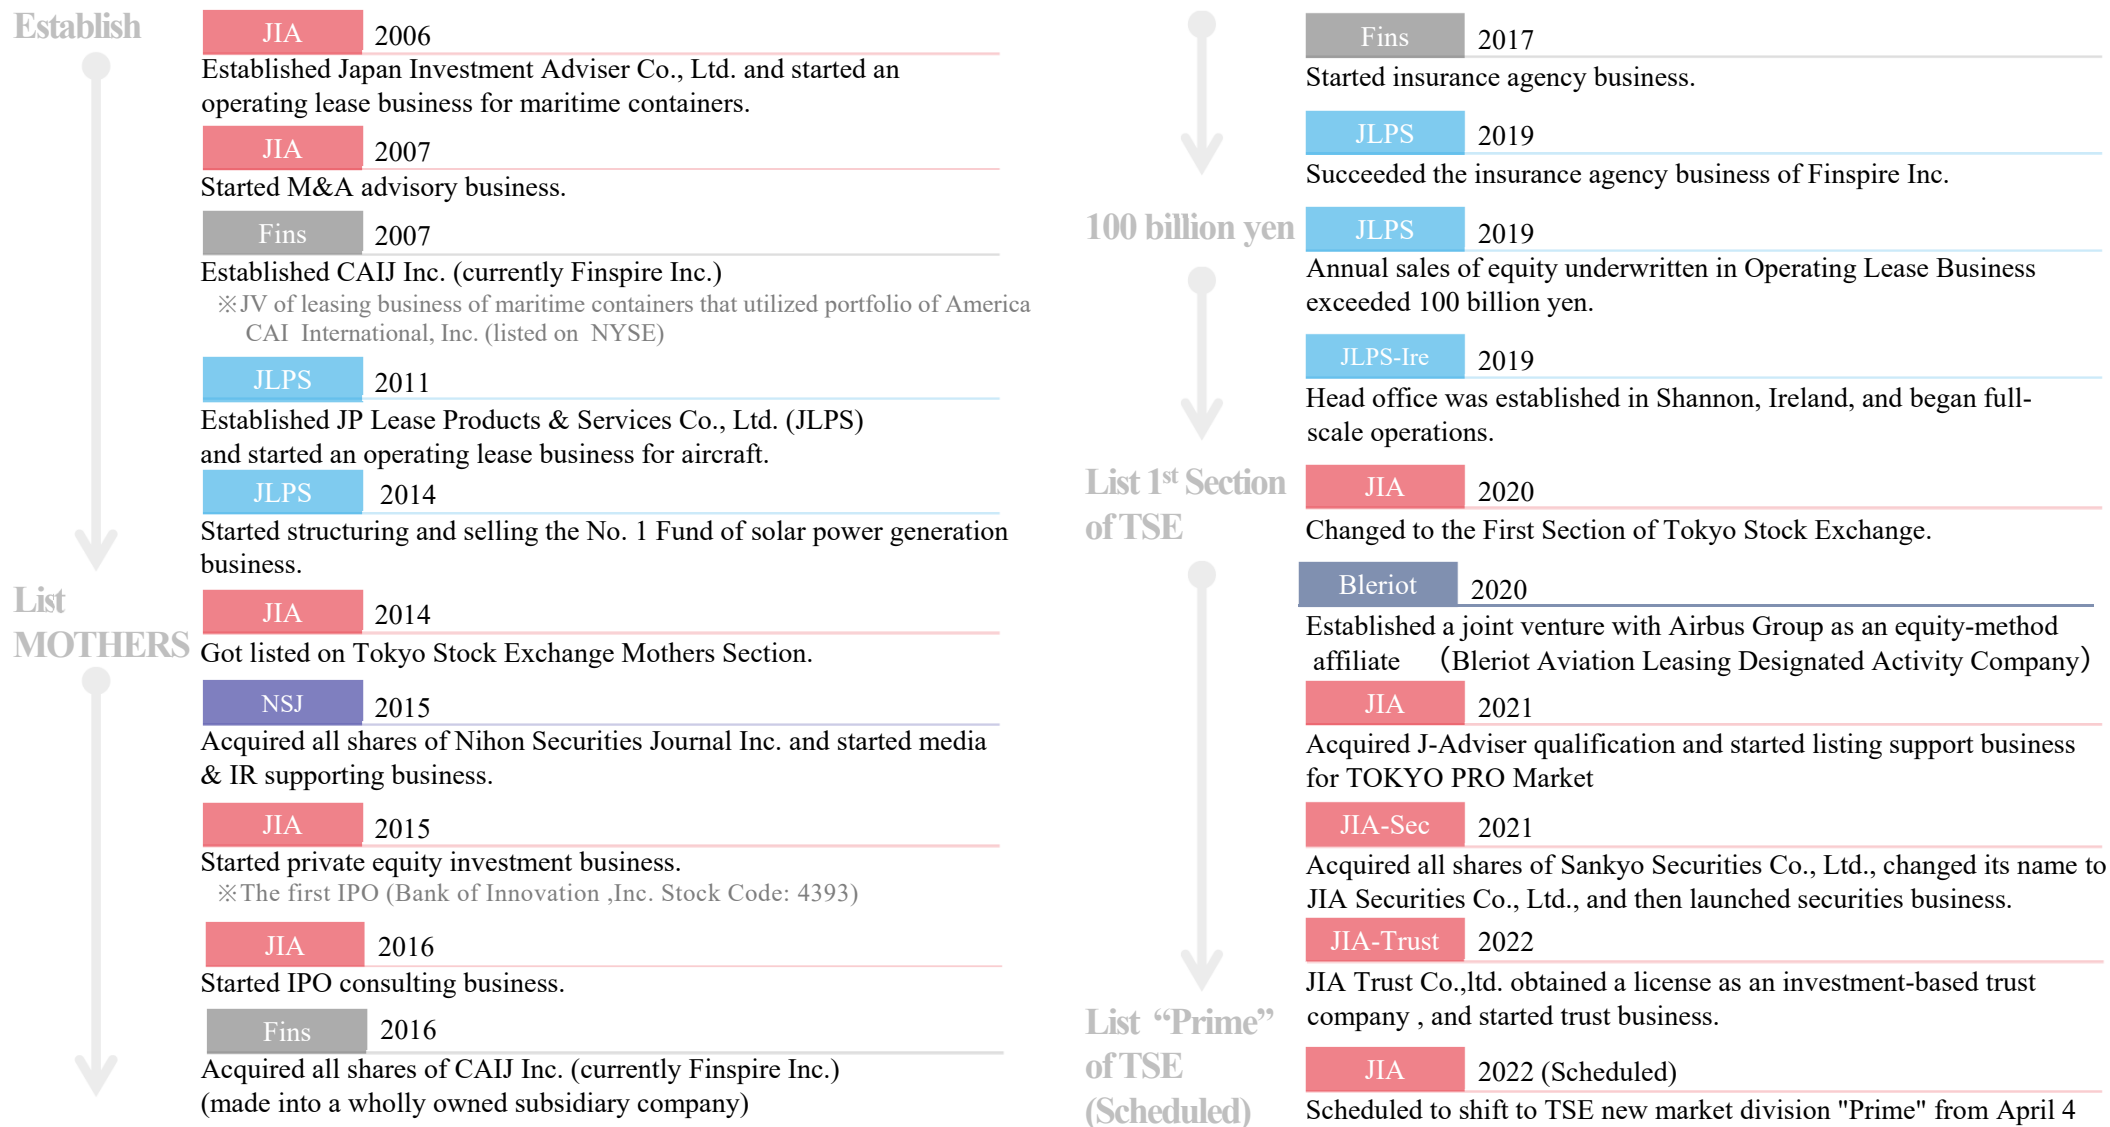 Establish
JIA 2006
Established Japan Investment Adviser Co., Ltd. and started an
operating lease business for maritime containers.
JIA 2007
Started M&A advisory business.
Fins 2007
Established CAIJ Inc. (currently Finspire Inc.)
※JV of leasing business of maritime containers that utilized portfolio of America
CAI International, Inc. (listed on NYSE)
JLPS 2011
Established JP Lease Products & Services Co., Ltd. (JLPS)
and started an operating lease business for aircraft.
JLPS 2014
Started structuring and selling the No. 1 Fund of solar power generation
business.
List
MOTHERS
JIA 2014
Got listed on Tokyo Stock Exchange Mothers Section.
NSJ 2015
Acquired all shares of Nihon Securities Journal Inc. and started media
& IR supporting business.
JIA 2015
Started private equity investment business.
※The first IPO (Bank of Innovation ,Inc. Stock Code: 4393)
JIA 2016
Started IPO consulting business.
Fins 2016
Acquired all shares of CAIJ Inc. (currently Finspire Inc.)
(made into a wholly owned subsidiary company)
Fins 2017
Started insurance agency business.
JLPS 2019
Succeeded the insurance agency business of Finspire Inc.
100 billion yen
JLPS 2019
Annual sales of equity underwritten in Operating Lease Business
exceeded 100 billion yen.
JLPS-Ire 2019
Head office was established in Shannon, Ireland, and began full-
scale operations.
List 1st Section
of TSE
JIA 2020
Changed to the First Section of Tokyo Stock Exchange.
Bleriot 2020
Established a joint venture with Airbus Group as an equity-method
affiliate （Bleriot Aviation Leasing Designated Activity Company）
JIA 2021
Acquired J-Adviser qualification and started listing support business
for TOKYO PRO Market
JIA-Sec 2021
Acquired all shares of Sankyo Securities Co., Ltd., changed its name to
JIA Securities Co., Ltd., and then launched securities business.
JIA-Trust 2022
JIA Trust Co.,ltd. obtained a license as an investment-based trust
company , and started trust business.
List “Prime”
of TSE
(Scheduled)
JIA 2022 (Scheduled)
Scheduled to shift to TSE new market division "Prime" from April 4